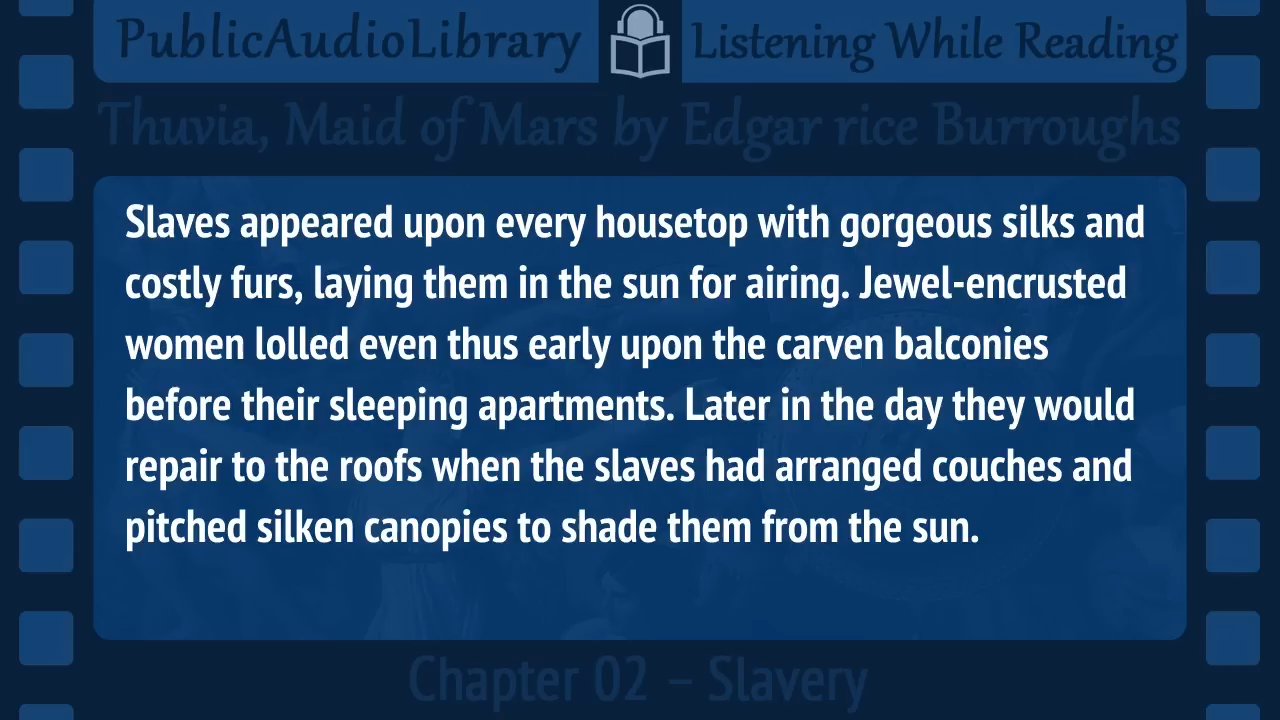 PublicAudioLibrary Listening While Reading
Thuvia, Maid of Mars by Edgar rice Burroughs
Slaves appeared upon every housetop with gorgeous silks and
costly furs, laying them in the sun for airing. Jewel-encrusted
women lolled even thus early upon the carven balconies
before their sleeping apartments. Later in the day they would
repair to the roofs when the slaves had arranged couches and
pitched silken canopies to shade them from the sun.
Chapter 02 – Slavery